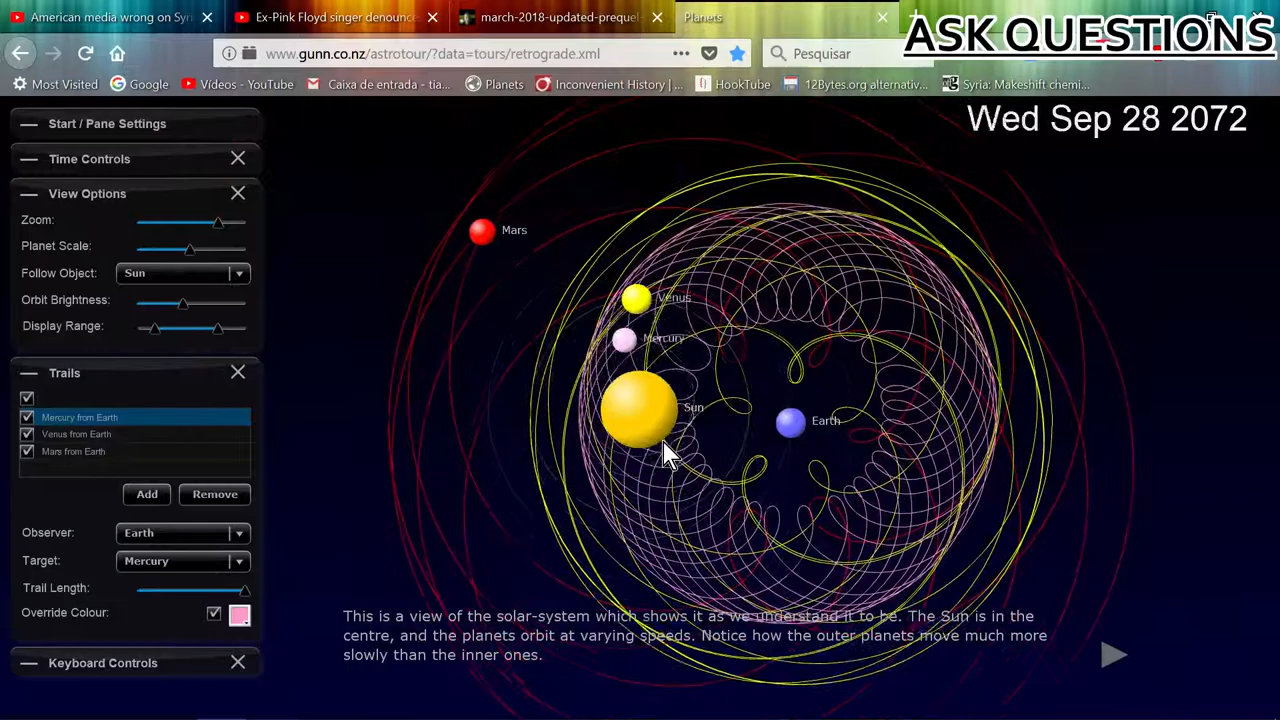 American media wrong on Syri
Ex-Pink Floyd singer denounce
march-2018-updated-prequel
Planets
ASK QUESTIONS
www.gunn.co.nz/astrotour/?data=tours/retrograde.xml
Pesquisar
Most Visited
Google
Vídeos - YouTube
Caixa de entrada - tia...
Planets
Inconvenient History | ...
HookTube
12Bytes.org alternativ...
Syria: Makeshift chemi...
Start / Pane Settings
Wed Sep 28 2072
Time Controls
View Options
Zoom:
Planet Scale:
Follow Object:
Sun
Orbit Brightness:
Display Range:
Trails
Mercury from Earth
Venus from Earth
Mars from Earth
Add
Remove
Observer:
Earth
Target:
Mercury
Trail Length:
Override Colour:
Keyboard Controls
Mars
Venus
Mercury
Sun
Earth
This is a view of the solar-system which shows it as we understand it to be. The Sun is in the
centre, and the planets orbit at varying speeds. Notice how the outer planets move much more
slowly than the inner ones.